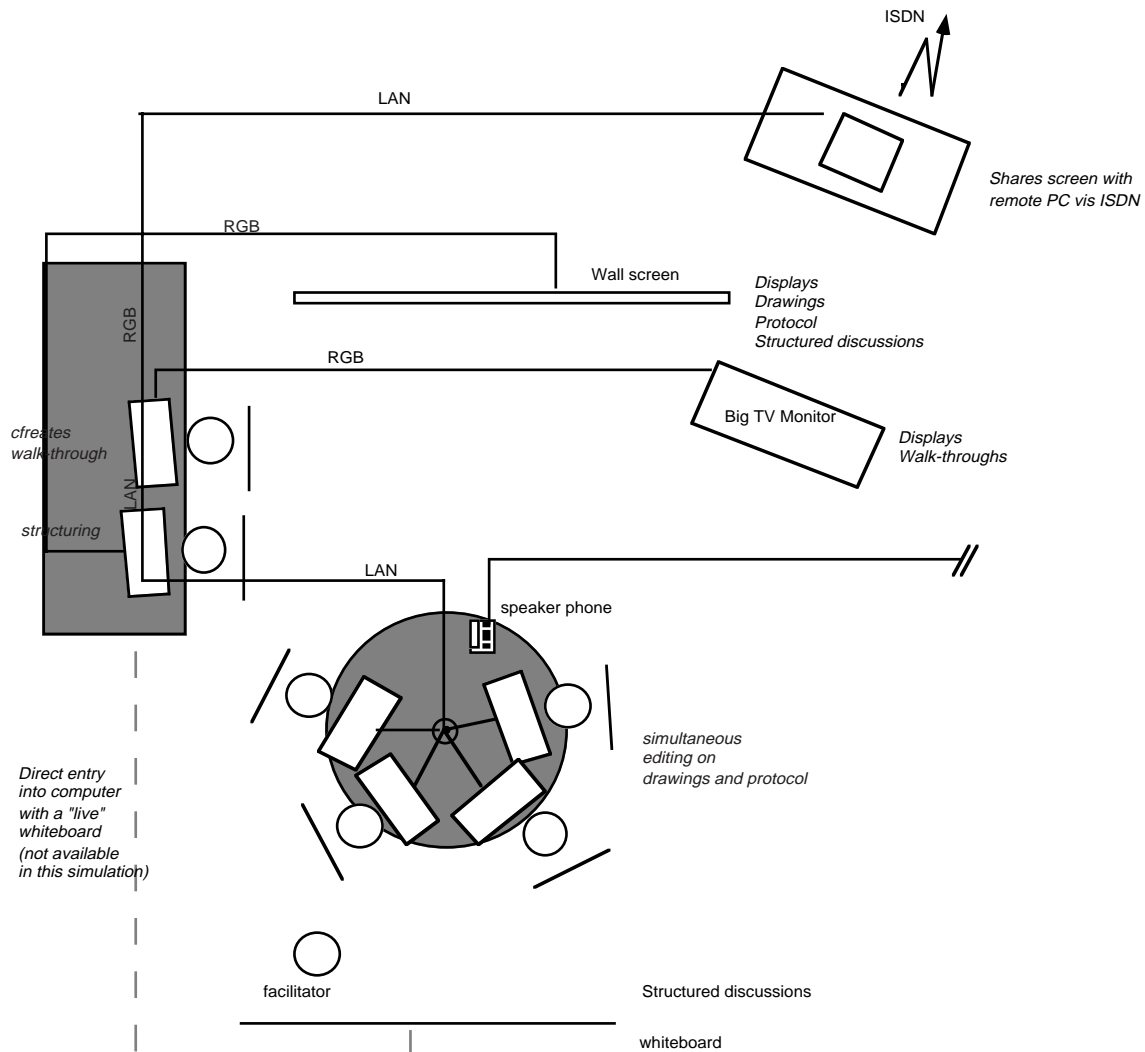 ISDN
LAN
Shares screen with
remote PC vis ISDN
RGB
Wall screen
Displays
Drawings
Protocol
Structured discussions
RGB
RGB
Big TV Monitor
Displays
Walk-throughs
cfreates
walk-through
LAN
structuring
LAN
speaker phone
simultaneous
editing on
drawings and protocol
Direct entry
into computer
with a "live"
whiteboard
(not available
in this simulation)
facilitator
Structured discussions
whiteboard